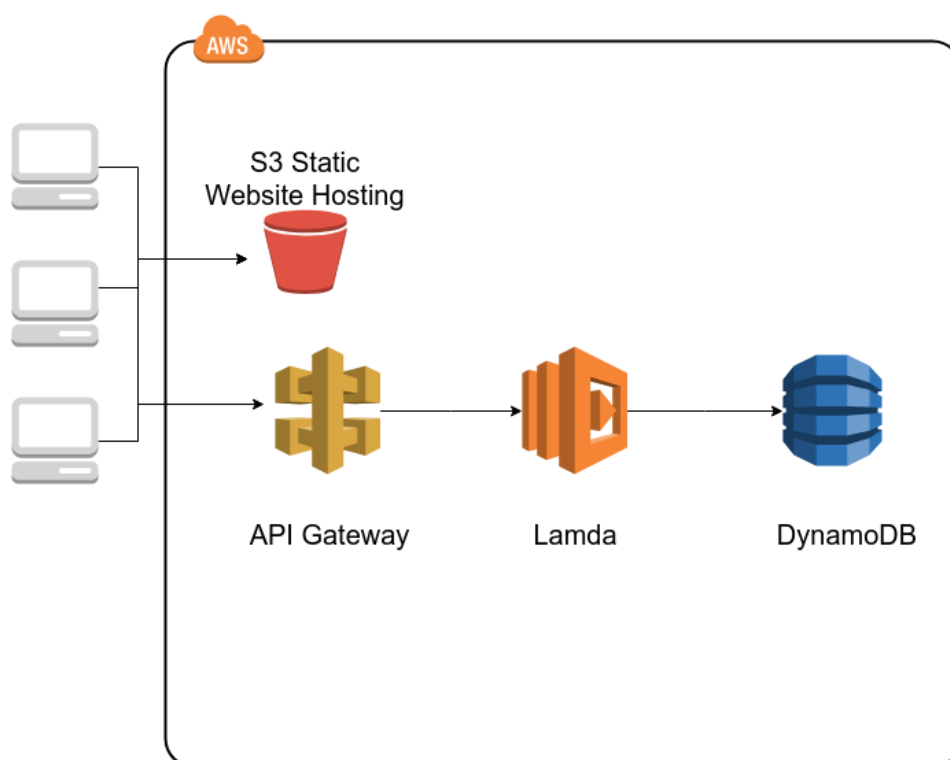 AWS
S3 Static
Website Hosting
API Gateway
Lamda
DynamoDB